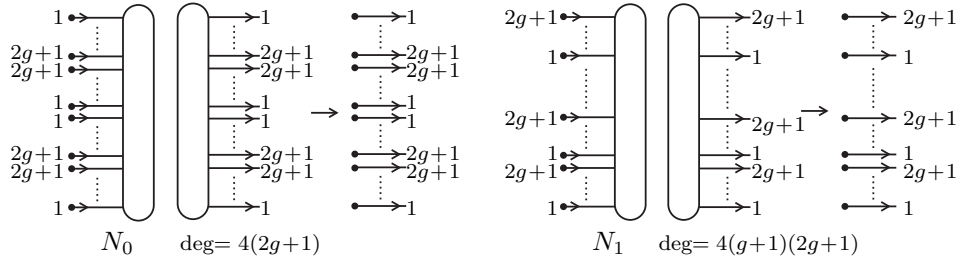 1 1 1 2g+1 2g+1 2g+1
2g+1 2g+1 2g+1 1 1 1
2g+1 2g+1 2g+1
1 1 1
1 1 1 2g+1 2g+1 2g+1
2g+1 2g+1 2g+1 1 1 1
2g+1 2g+1 2g+1 2g+1 2g+1 2g+1
1 1 1 1 1 1
N₀ deg= 4(2g+1) N₁ deg= 4(g+1)(2g+1)